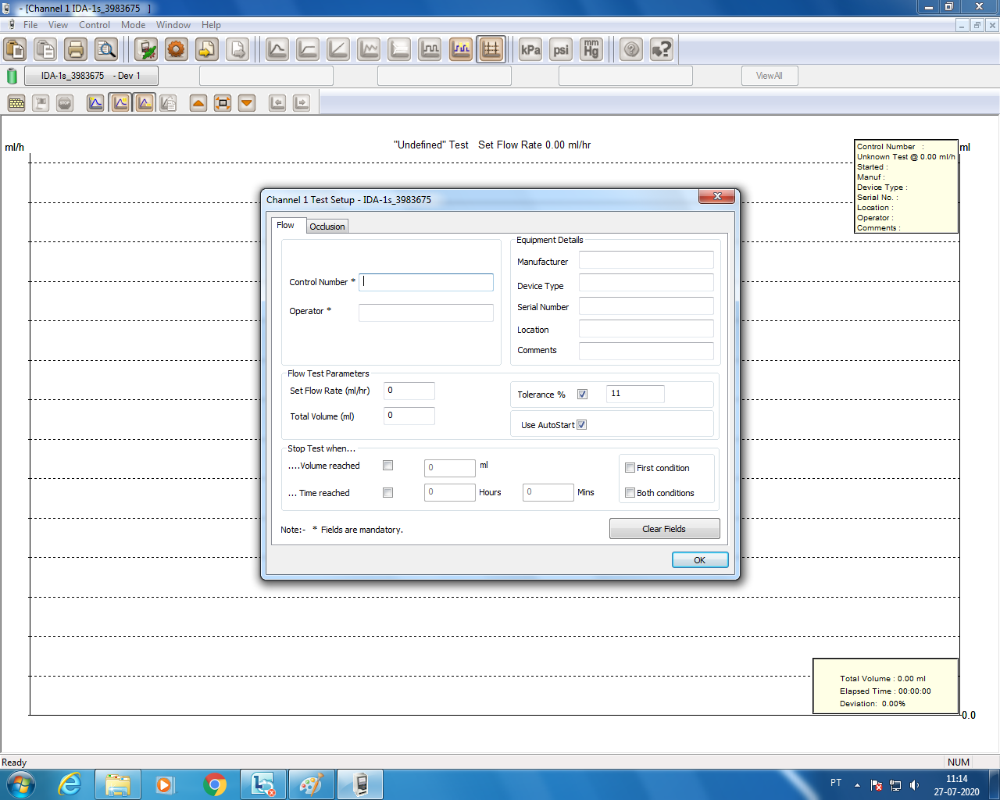 - [Channel 1 IDA-1s_3983675   ]
File View Control Mode Window Help
kPa psi mm Hg
IDA-1s_3983675   - Dev 1
ViewAll
STOP
ml/h
"Undefined" Test   Set Flow Rate 0.00 ml/hr
ml
Control Number   :
Unknown Test @ 0.00 ml/h
Started :
Manuf :
Device Type :
Serial No. :
Location :
Operator :
Comments :
Channel 1 Test Setup - IDA-1s_3983675
Flow
Occlusion
Control Number *
Operator *
Equipment Details
Manufacturer
Device Type
Serial Number
Location
Comments
Flow Test Parameters
Set Flow Rate (ml/hr) 0
Total Volume (ml) 0
Tolerance % 11
Use AutoStart
Stop Test when...
....Volume reached 0 ml
... Time reached 0 Hours 0 Mins
First condition
Both conditions
Note:-   * Fields are mandatory.
Clear Fields
OK
Total Volume : 0.00 ml
Elapsed Time : 00:00:00
Deviation:  0.00%
0.0
Ready
NUM
PT
11:14
27-07-2020